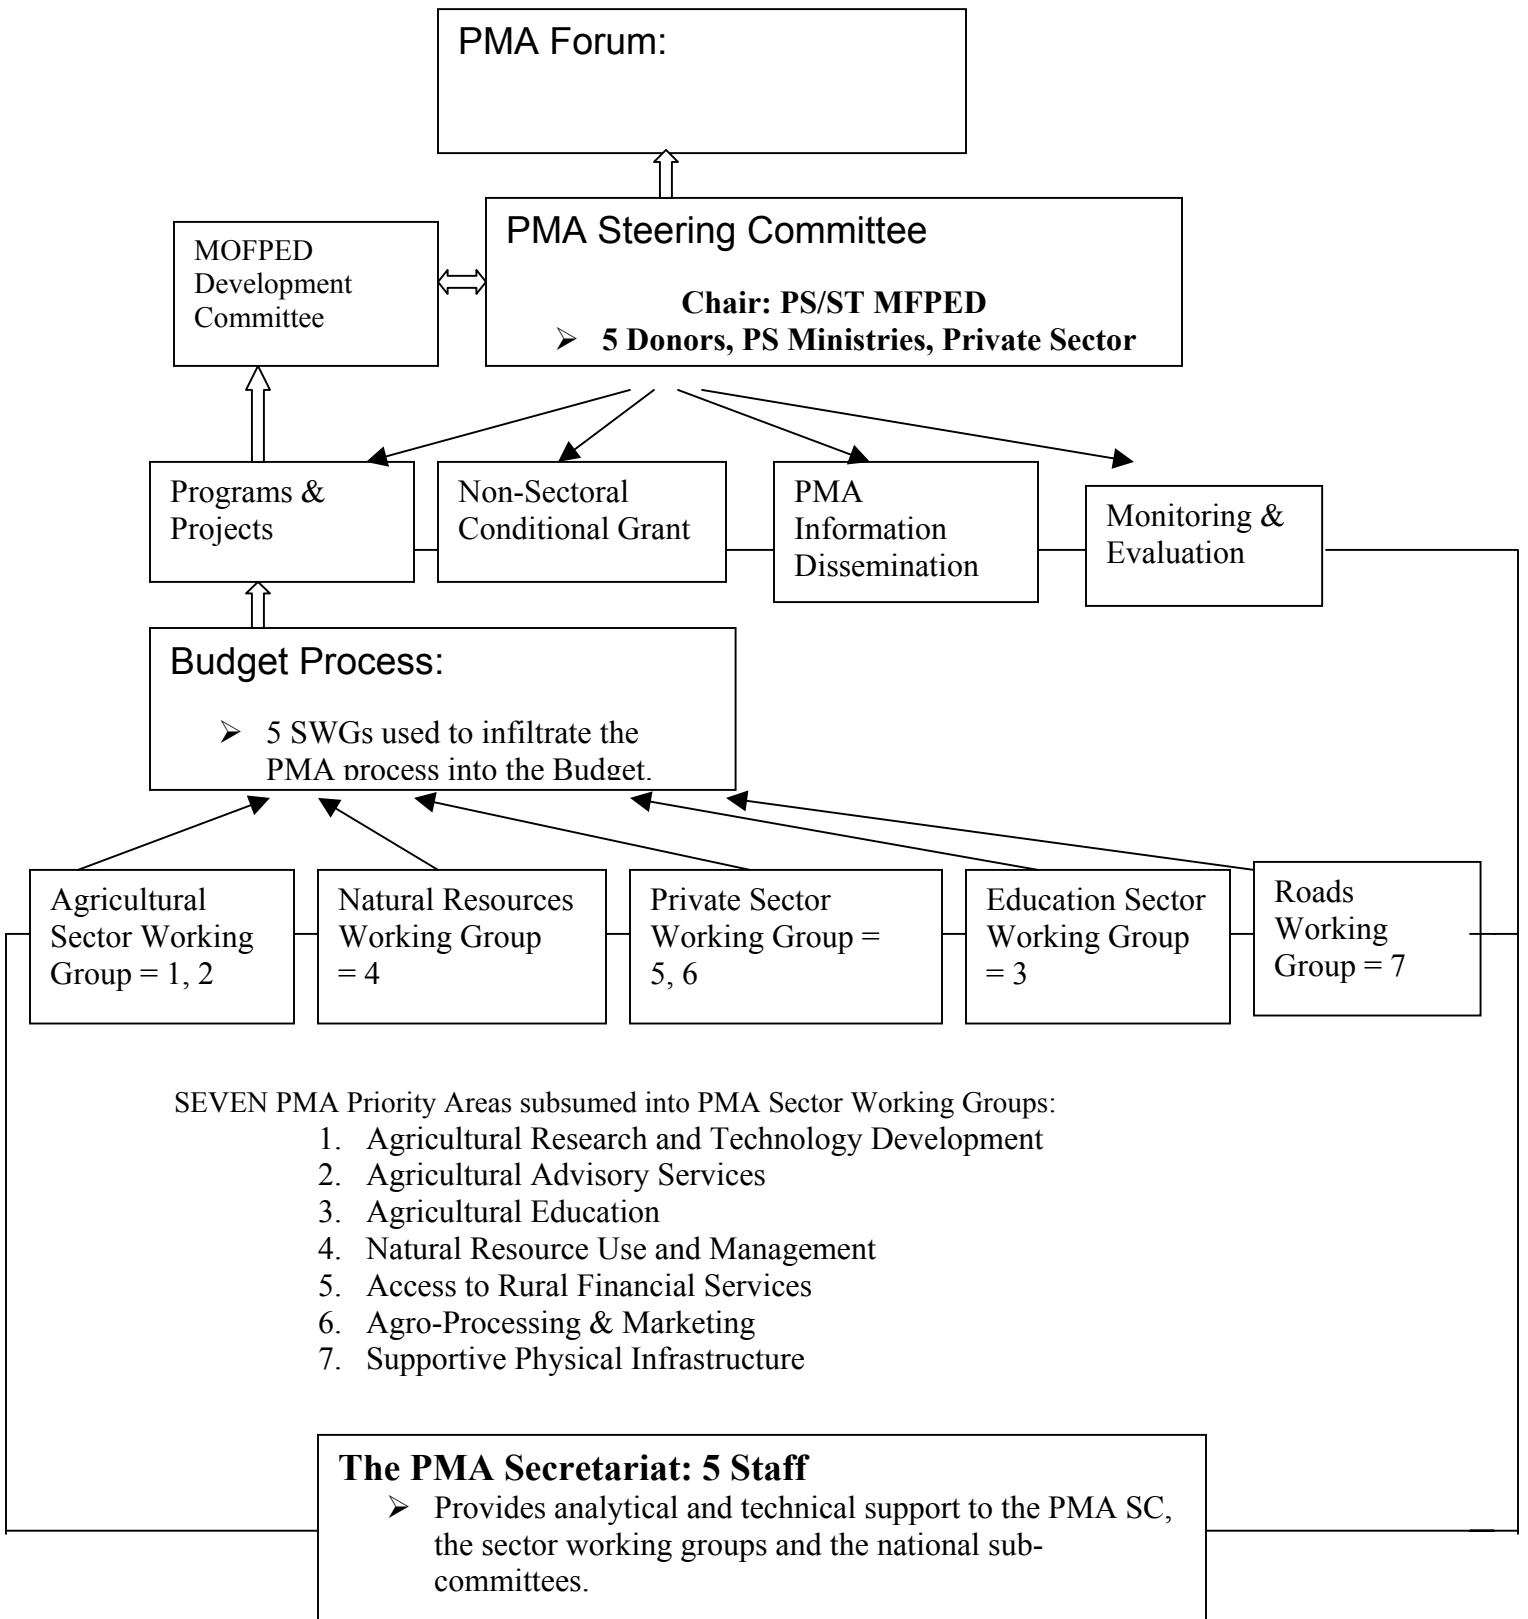 PMA Forum:
PMA Steering Committee
Chair: PS/ST MFPED
➢ 5 Donors, PS Ministries, Private Sector
MOFPED
Development
Committee
Programs &
Projects
Non-Sectoral
Conditional Grant
PMA
Information
Dissemination
Monitoring &
Evaluation
Budget Process:
➢ 5 SWGs used to infiltrate the
PMA process into the Budget.
Agricultural
Sector Working
Group = 1, 2
Natural Resources
Working Group
= 4
Private Sector
Working Group =
5, 6
Education Sector
Working Group
= 3
Roads
Working
Group = 7
SEVEN PMA Priority Areas subsumed into PMA Sector Working Groups:
1. Agricultural Research and Technology Development
2. Agricultural Advisory Services
3. Agricultural Education
4. Natural Resource Use and Management
5. Access to Rural Financial Services
6. Agro-Processing & Marketing
7. Supportive Physical Infrastructure
The PMA Secretariat: 5 Staff
➢ Provides analytical and technical support to the PMA SC,
the sector working groups and the national sub-
committees.